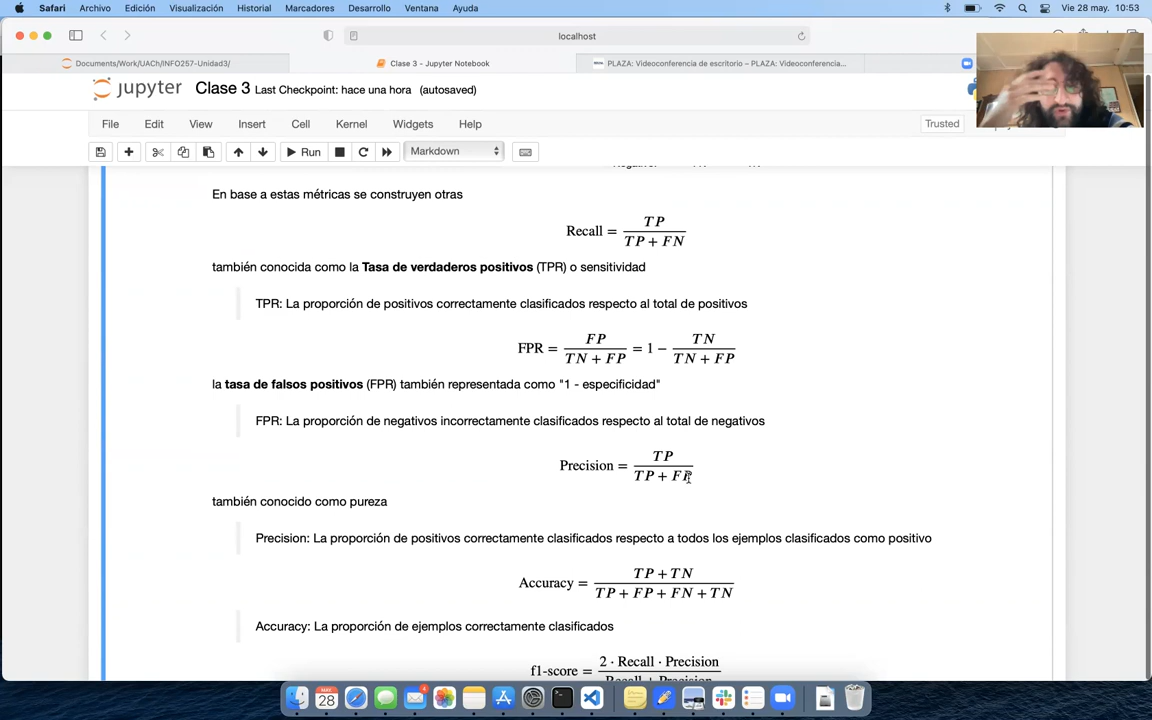 Safari Archivo Edición Visualización Historial Marcadores Desarrollo Ventana Ayuda Vie 28 may. 10:53
localhost
Documents/Work/UACh/INFO257-Unidad3/ Clase 3 - Jupyter Notebook PLAZA: Videoconferencia de escritorio – PLAZA: Videoconferencia...
jupyter Clase 3 Last Checkpoint: hace una hora (autosaved)
File Edit View Insert Cell Kernel Widgets Help Trusted
Run Markdown
En base a estas métricas se construyen otras
Recall = TP / TP + FN
también conocida como la Tasa de verdaderos positivos (TPR) o sensitividad
TPR: La proporción de positivos correctamente clasificados respecto al total de positivos
FPR = FP / TN + FP = 1 − TN / TN + FP
la tasa de falsos positivos (FPR) también representada como "1 - especificidad"
FPR: La proporción de negativos incorrectamente clasificados respecto al total de negativos
Precision = TP / TP + FP
también conocido como pureza
Precision: La proporción de positivos correctamente clasificados respecto a todos los ejemplos clasificados como positivo
Accuracy = TP + TN / TP + FP + FN + TN
Accuracy: La proporción de ejemplos correctamente clasificados
f1-score = 2 · Recall · Precision / Recall + Precision
MAY 28 4